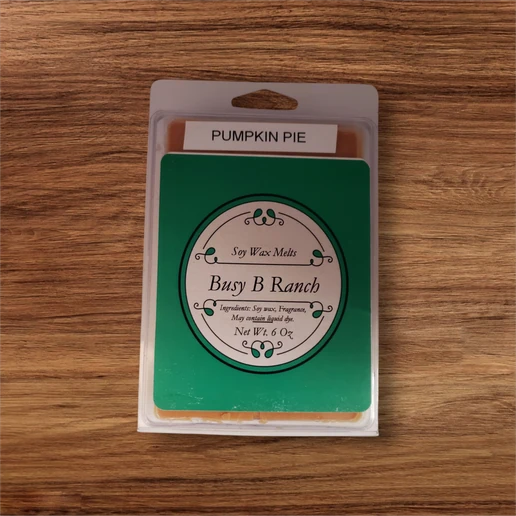 PUMPKIN PIE
Soy Wax Melts
Busy B Ranch
Ingredients: Soy wax, Fragrance,
May contain liquid dye.
Net Wt. 6 Oz